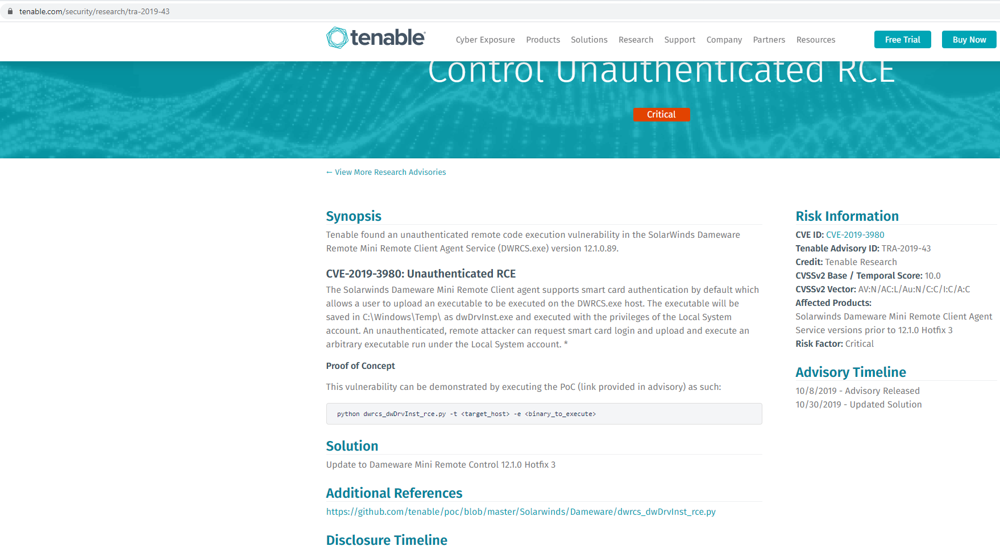 tenable.com/security/research/tra-2019-43
tenable
Cyber Exposure Products Solutions Research Support Company Partners Resources Free Trial Buy Now
Control Unauthenticated RCE
Critical
← View More Research Advisories
Synopsis
Tenable found an unauthenticated remote code execution vulnerability in the SolarWinds Dameware
Remote Mini Remote Client Agent Service (DWRCS.exe) version 12.1.0.89.
CVE-2019-3980: Unauthenticated RCE
The Solarwinds Dameware Mini Remote Client agent supports smart card authentication by default which
allows a user to upload an executable to be executed on the DWRCS.exe host. The executable will be
saved in C:\Windows\Temp\ as dwDrvInst.exe and executed with the privileges of the Local System
account. An unauthenticated, remote attacker can request smart card login and upload and execute an
arbitrary executable run under the Local System account. *
Proof of Concept
This vulnerability can be demonstrated by executing the PoC (link provided in advisory) as such:
python dwrcs_dwDrvInst_rce.py -t <target_host> -e <binary_to_execute>
Solution
Update to Dameware Mini Remote Control 12.1.0 Hotfix 3
Additional References
https://github.com/tenable/poc/blob/master/Solarwinds/Dameware/dwrcs_dwDrvInst_rce.py
Disclosure Timeline
Risk Information
CVE ID: CVE-2019-3980
Tenable Advisory ID: TRA-2019-43
Credit: Tenable Research
CVSSv2 Base / Temporal Score: 10.0
CVSSv2 Vector: AV:N/AC:L/Au:N/C:C/I:C/A:C
Affected Products:
Solarwinds Dameware Mini Remote Client Agent
Service versions prior to 12.1.0 Hotfix 3
Risk Factor: Critical
Advisory Timeline
10/8/2019 - Advisory Released
10/30/2019 - Updated Solution